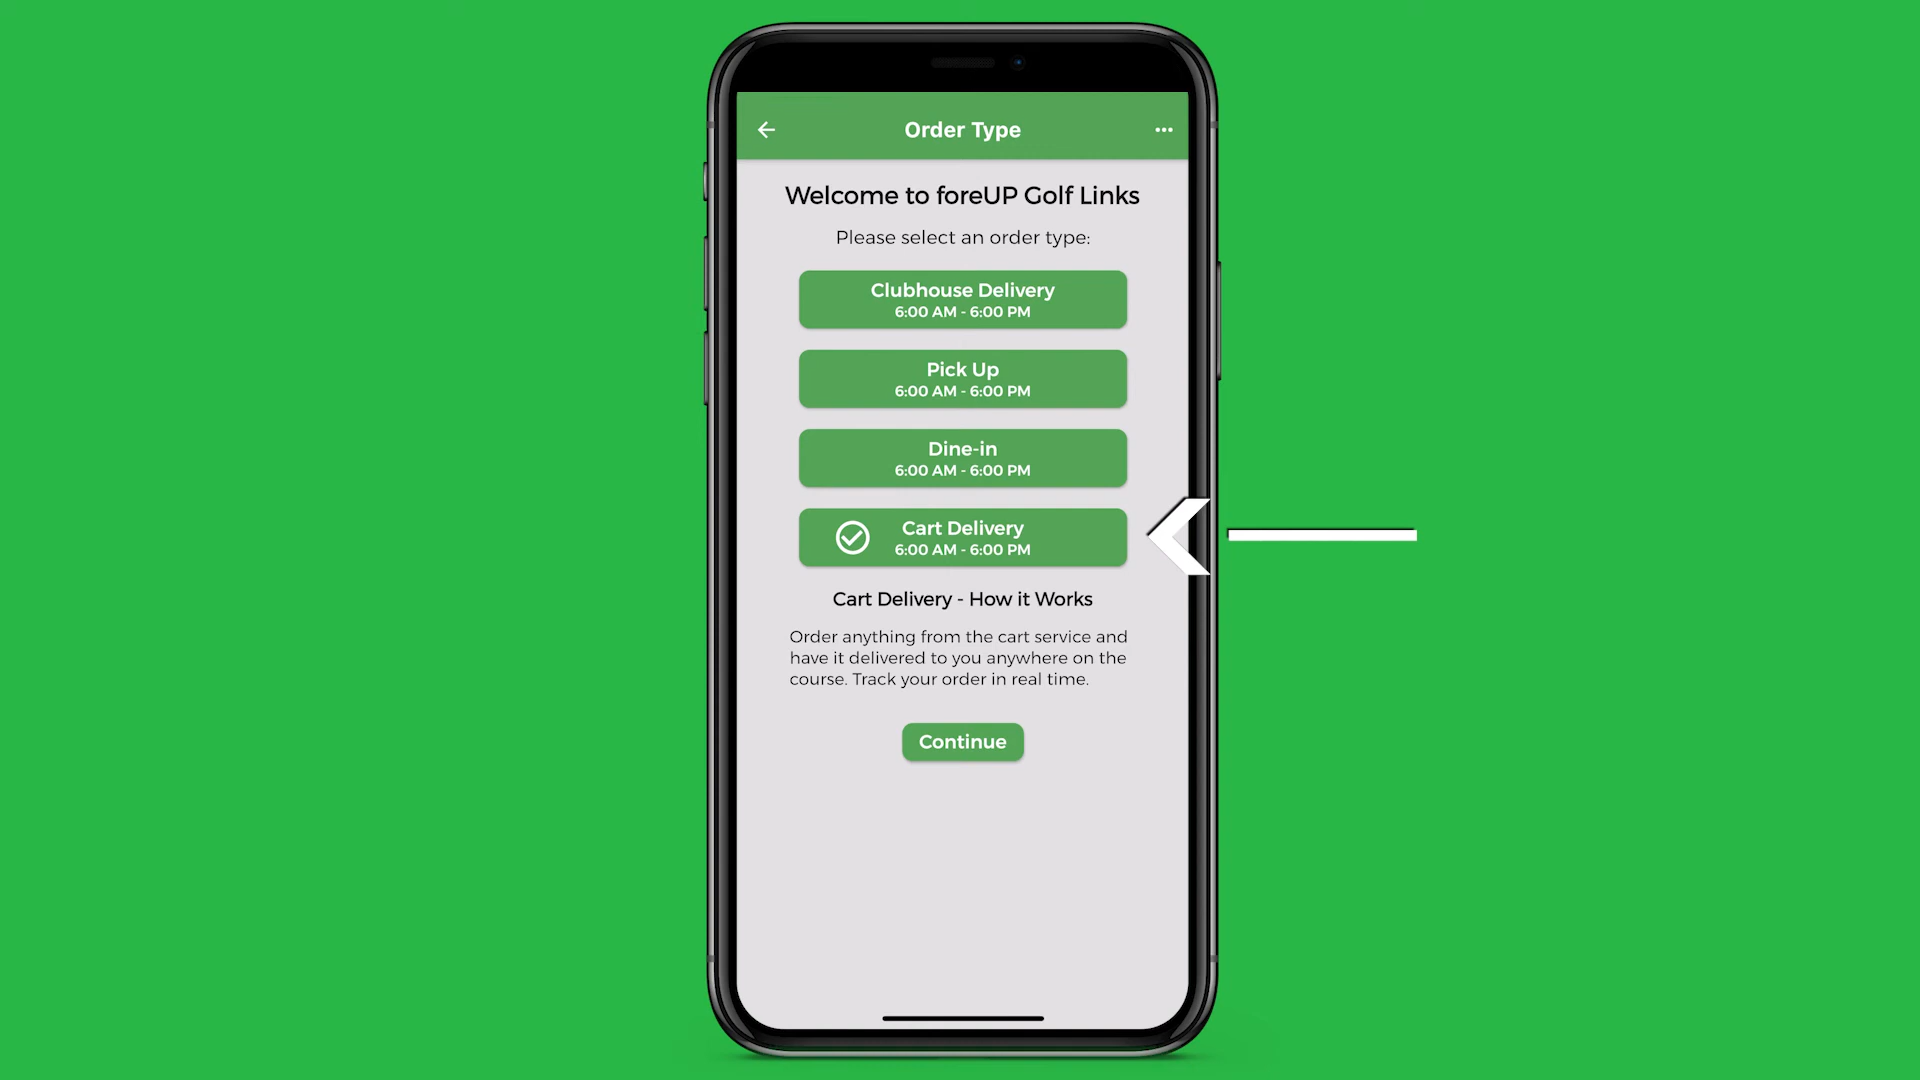 Order Type
Welcome to foreUP Golf Links
Please select an order type:
Clubhouse Delivery
6:00 AM - 6:00 PM
Pick Up
6:00 AM - 6:00 PM
Dine-in
6:00 AM - 6:00 PM
Cart Delivery
6:00 AM - 6:00 PM
Cart Delivery - How it Works
Order anything from the cart service and
have it delivered to you anywhere on the
course. Track your order in real time.
Continue